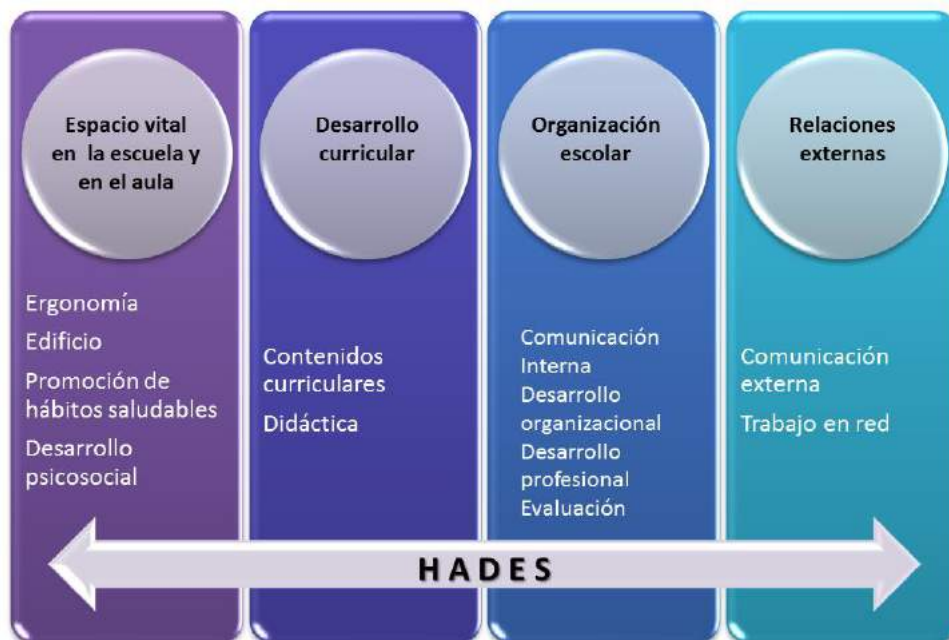 Espacio vital
en la escuela y
en el aula
Ergonomía
Edificio
Promoción de
hábitos saludables
Desarrollo
psicosocial
Desarrollo
curricular
Contenidos
curriculares
Didáctica
Organización
escolar
Comunicación
Interna
Desarrollo
organizacional
Desarrollo
profesional
Evaluación
Relaciones
externas
Comunicación
externa
Trabajo en red
HADES